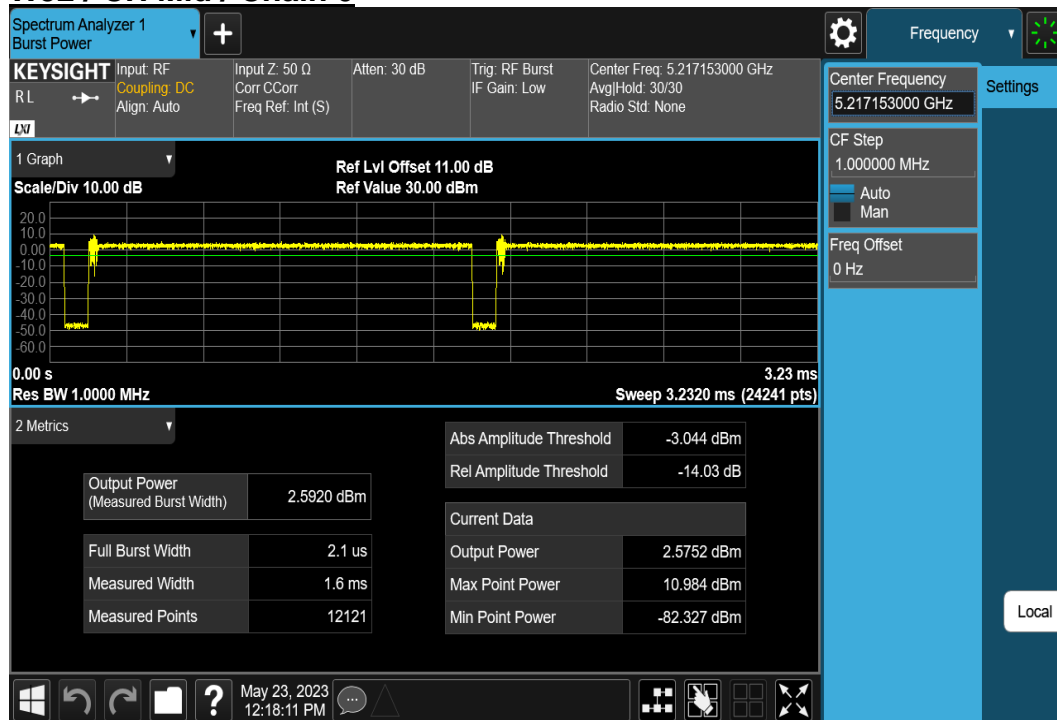 Spectrum Analyzer 1
Burst Power
Frequency
KEYSIGHT
R L
LXI
Input: RF
Coupling: DC
Align: Auto
Input Z: 50 Ω
Corr CCorr
Freq Ref: Int (S)
Atten: 30 dB
Trig: RF Burst
IF Gain: Low
Center Freq: 5.217153000 GHz
Avg|Hold: 30/30
Radio Std: None
Center Frequency
5.217153000 GHz
Settings
CF Step
1.000000 MHz
Auto
Man
Freq Offset
0 Hz
1 Graph
Scale/Div 10.00 dB
Ref Lvl Offset 11.00 dB
Ref Value 30.00 dBm
20.0
10.0
0.00
-10.0
-20.0
-30.0
-40.0
-50.0
-60.0
0.00 s
3.23 ms
Res BW 1.0000 MHz
Sweep 3.2320 ms (24241 pts)
2 Metrics
Output Power
(Measured Burst Width)
2.5920 dBm
Full Burst Width
2.1 us
Measured Width
1.6 ms
Measured Points
12121
Abs Amplitude Threshold
-3.044 dBm
Rel Amplitude Threshold
-14.03 dB
Current Data
Output Power
2.5752 dBm
Max Point Power
10.984 dBm
Min Point Power
-82.327 dBm
Local
?
May 23, 2023
12:18:11 PM